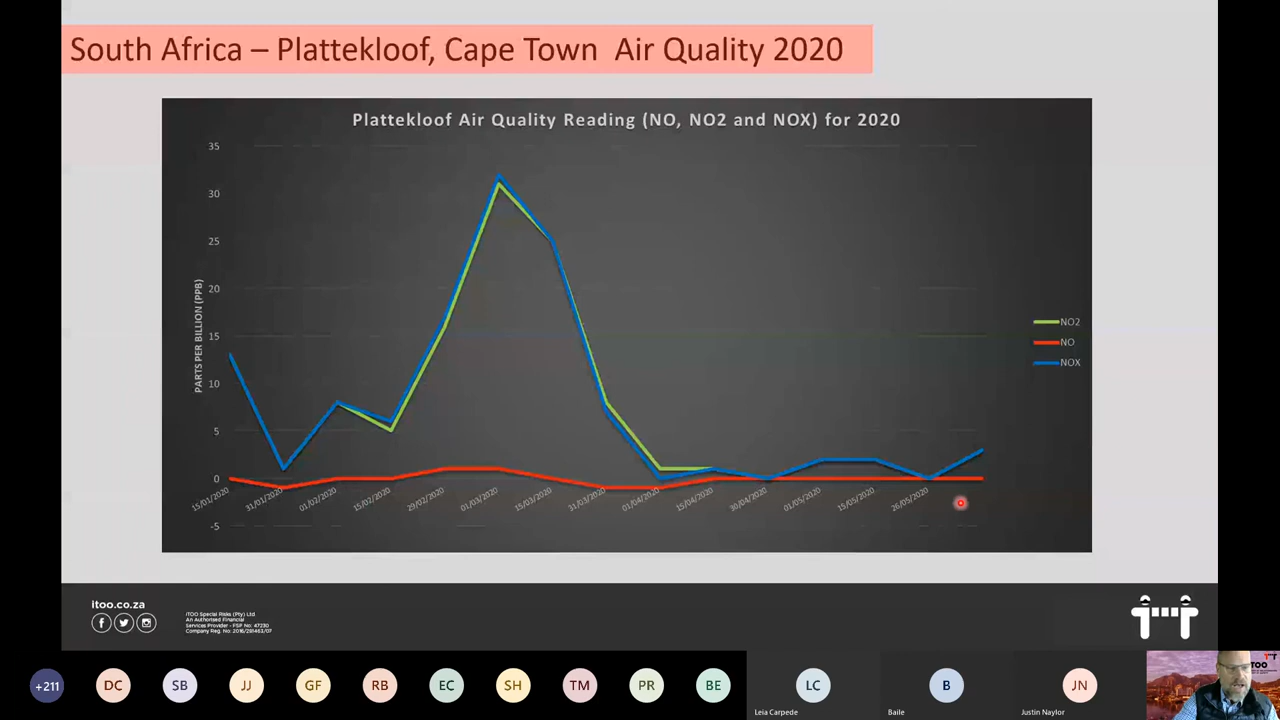 South Africa – Plattekloof, Cape Town Air Quality 2020
Plattekloof Air Quality Reading (NO, NO2 and NOX) for 2020
35
30
25
20
15
10
5
0
-5
PARTS PER BILLION (PPB)
15/01/2020
31/01/2020
01/02/2020
15/02/2020
29/02/2020
01/03/2020
15/03/2020
31/03/2020
01/04/2020
15/04/2020
30/04/2020
01/05/2020
15/05/2020
26/05/2020
NO2
NO
NOX
itoo.co.za
iTOO Special Risks (Pty) Ltd
An Authorised Financial
Services Provider - FSP No: 47230
Company Reg. No: 2016/281463/07
+211
DC
SB
JJ
GF
RB
EC
SH
TM
PR
BE
LC
Leia Carpede
B
Baile
JN
Justin Naylor